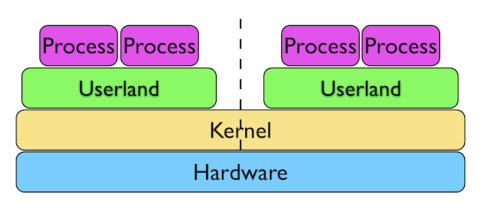 Process Process Process Process
Userland Userland
Kernel
Hardware